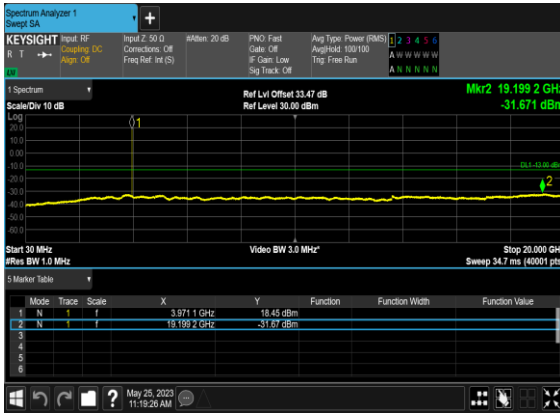 Spectrum Analyzer 1
Swept SA
KEYSIGHT Input: RF Input Z: 50 Ω #Atten: 20 dB PNO: Fast Avg Type: Power (RMS) 1 2 3 4 5 6
R T Coupling: DC Corrections: Off Gate: Off Avg|Hold: 100/100 A W W W W W
Align: Off Freq Ref: Int (S) IF Gain: Low Trig: Free Run
LXI Sig Track: Off A N N N N N
1 Spectrum Mkr2 19.199 2 GHz
Ref Lvl Offset 33.47 dB
Scale/Div 10 dB Ref Level 30.00 dBm -31.671 dBm
Log
20.0
10.0
0.00
-10.0
DL1 -13.00 dBm
-20.0
-30.0
-40.0
-50.0
-60.0
1
2
Start 30 MHz Video BW 3.0 MHz* Stop 20.000 GHz
#Res BW 1.0 MHz Sweep 34.7 ms (40001 pts)
5 Marker Table
Mode Trace Scale X Y Function Function Width Function Value
1 N 1 f 3.971 1 GHz 18.45 dBm
2 N 1 f 19.199 2 GHz -31.67 dBm
3
4
5
6
May 25, 2023
11:19:26 AM